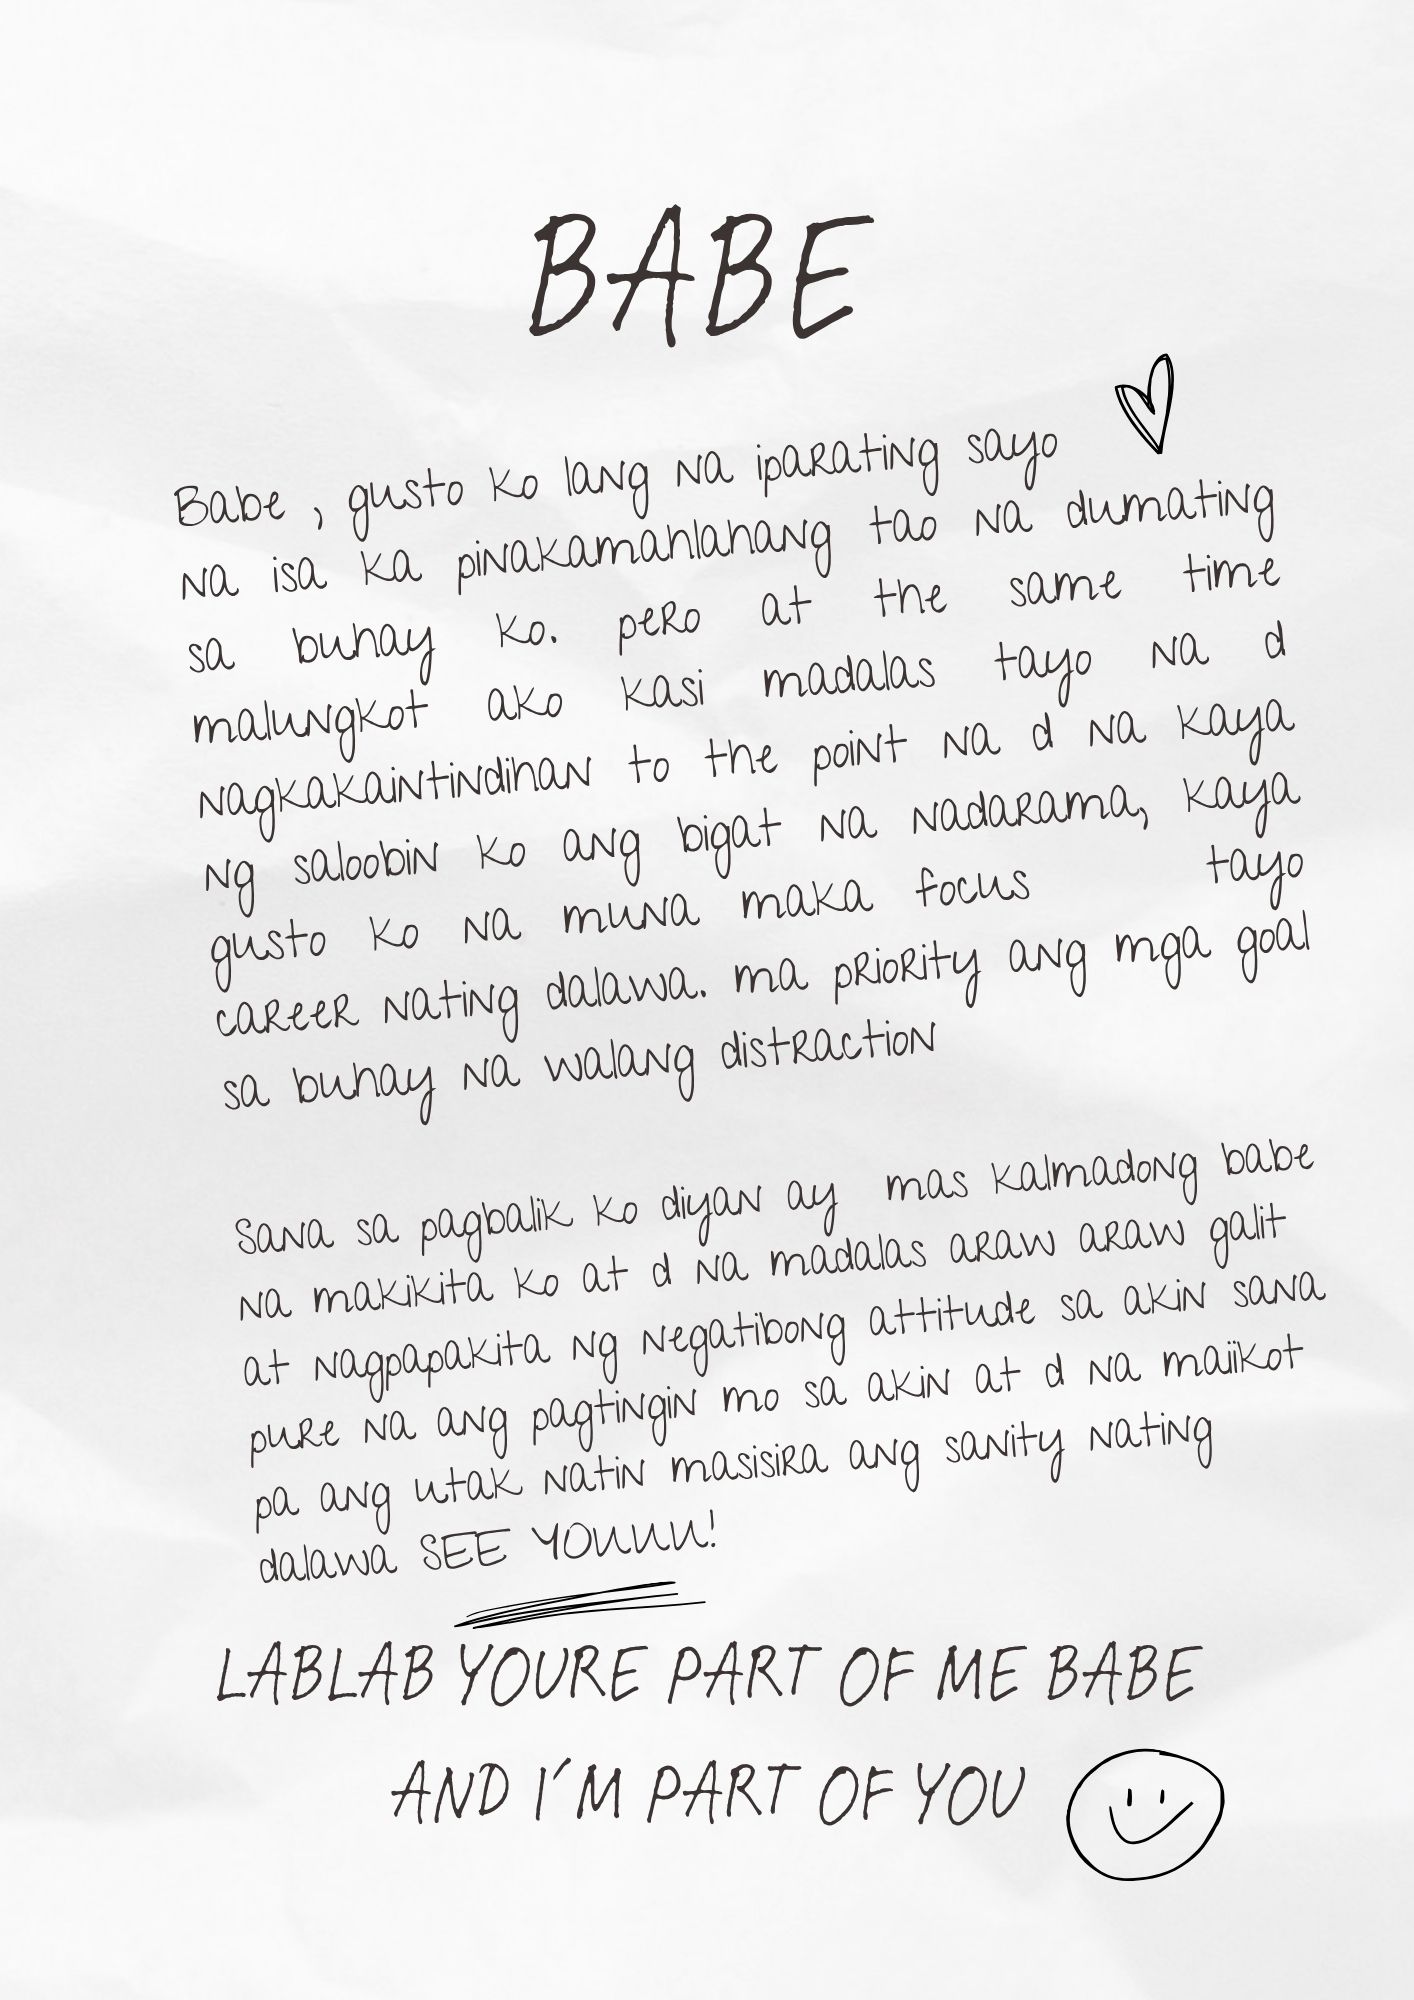 BABE
Babe , gusto ko lang na iparating sayo
na isa ka pinakamahlahang tao na dumating
sa buhay ko. pero at the same time
malungkot ako kasi madalas tayo na d
nagkakaintindihan to the point na d na kaya
ng saloobin ko ang bigat na nadarama, kaya
gusto ko na muna maka focus tayo
career nating dalawa. ma priority ang mga goal
sa buhay na walang distraction
Sana sa pagbalik ko diyan ay mas kalmadong babe
na makikita ko at d na madalas araw araw galit
at nagpapakita ng negatibong attitude sa akin sana
pure na ang pagtingin mo sa akin at d na maiikot
pa ang utak natin masisira ang sanity nating
dalawa SEE YOUUU!
LABLAB YOURE PART OF ME BABE
AND I´M PART OF YOU